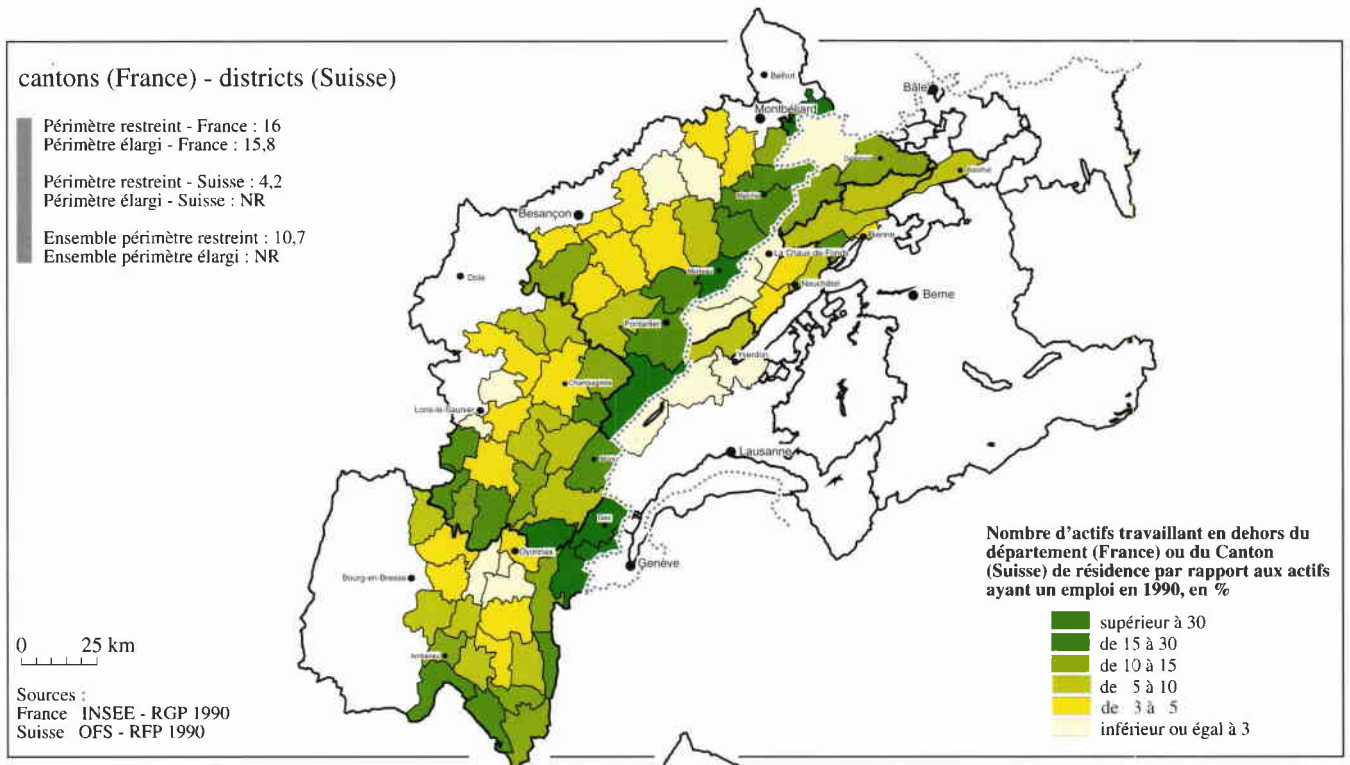 cantons (France) - districts (Suisse)
Périmètre restreint - France : 16
Périmètre élargi - France : 15,8
Périmètre restreint - Suisse : 4,2
Périmètre élargi - Suisse : NR
Ensemble périmètre restreint : 10,7
Ensemble périmètre élargi : NR
Belfort
Bâle
Montbéliard
Delémont
Balsthal
Maîche
Besançon
Bienne
La Chaux de Fonds
Morteau
Dole
Neuchâtel
Berne
Pontarlier
Yverdon
Champagnole
Lons-le-Saunier
Lausanne
Morez
Gex
Oyonnax
Genève
Bourg-en-Bresse
Ambérieu
0 25 km
Sources :
France INSEE - RGP 1990
Suisse OFS - RFP 1990
Nombre d'actifs travaillant en dehors du
département (France) ou du Canton
(Suisse) de résidence par rapport aux actifs
ayant un emploi en 1990, en %
supérieur à 30
de 15 à 30
de 10 à 15
de 5 à 10
de 3 à 5
inférieur ou égal à 3